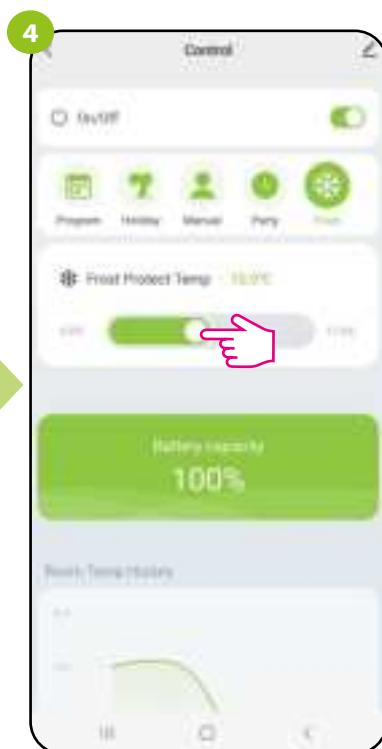 4
Control
On/Off
Program Holiday Manual Party Frost
Frost Protect Temp
Battery capacity
100%
Room Temp History